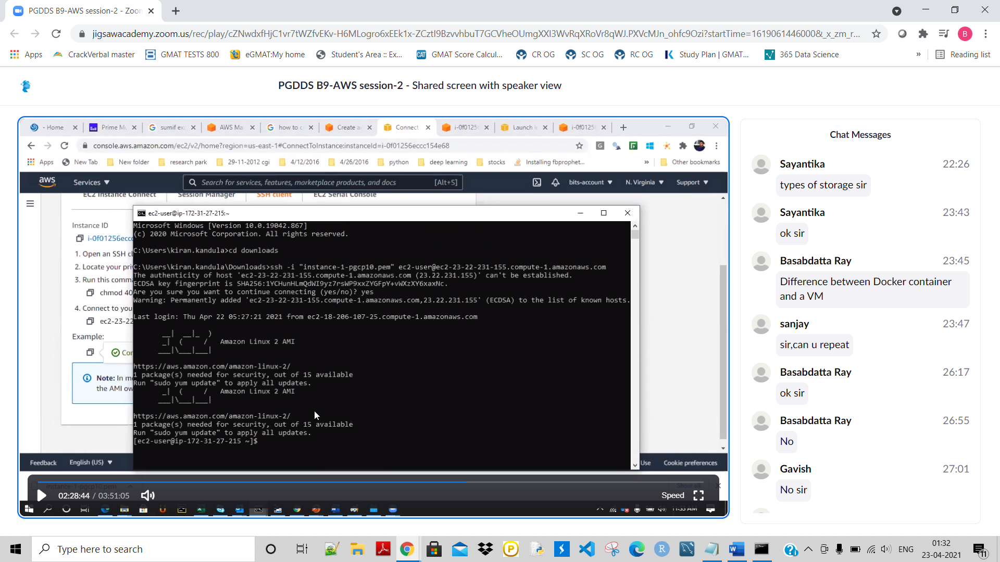 PGDDS B9-AWS session-2 - Zoom
jigsawacademy.zoom.us/rec/play/cZNwdxfHjC1vr7tWZfvEKv-H6MLogro6xEEk1x-ZCztI9BzvvhbuT7GCVheOUmgXXI3WvRqXRoVr8qWJ.PXVcMJn_ohfc9Ozi?startTime=1619061446000&_x_zm_r...
B
Apps CrackVerbal master GMAT TESTS 800 eGMAT:My home Student's Area :: Ex... GMAT Score Calcul... CR OG SC OG RC OG Study Plan | GMAT... 365 Data Science » Reading list
PGDDS B9-AWS session-2 - Shared screen with speaker view
- Home Prime Mu sumif exc AWS Ma how to c Create a Connect i-0f0125 Launch i i-0f0125
console.aws.amazon.com/ec2/v2/home?region=us-east-1#ConnectToInstance:instanceId=i-0f01256eccc154e68
Apps New Tab New folder research park 29-11-2012 cgi 4/12/2016 4/26/2016 python deep learning stocks Installing fbprophet... » Other bookmarks
aws Services Search for services, features, marketplace products, and docs [Alt+S] bits-account N. Virginia Support
EC2 Instance Connect Session Manager SSH client EC2 Serial Console
Instance ID
i-0f01256eccc
1. Open an SSH cl
2. Locate your priv
3. Run this comma
chmod 40
4. Connect to you
ec2-23-22
Example:
Co
Note: In mo
the AMI ow
ec2-user@ip-172-31-27-215:~
Microsoft Windows [Version 10.0.19042.867]
(c) 2020 Microsoft Corporation. All rights reserved.
C:\Users\kiran.kandula>cd downloads
C:\Users\kiran.kandula\Downloads>ssh -i "instance-1-pgcp10.pem" ec2-user@ec2-23-22-231-155.compute-1.amazonaws.com
The authenticity of host 'ec2-23-22-231-155.compute-1.amazonaws.com (23.22.231.155)' can't be established.
ECDSA key fingerprint is SHA256:1YCHunHLmQdWI9yz7rsWP9xxZYGFpY+vWXzXY6xaxNc.
Are you sure you want to continue connecting (yes/no)? yes
Warning: Permanently added 'ec2-23-22-231-155.compute-1.amazonaws.com,23.22.231.155' (ECDSA) to the list of known hosts.
Last login: Thu Apr 22 05:27:21 2021 from ec2-18-206-107-25.compute-1.amazonaws.com
Amazon Linux 2 AMI
https://aws.amazon.com/amazon-linux-2/
1 package(s) needed for security, out of 15 available
Run "sudo yum update" to apply all updates.
Amazon Linux 2 AMI
https://aws.amazon.com/amazon-linux-2/
1 package(s) needed for security, out of 15 available
Run "sudo yum update" to apply all updates.
[ec2-user@ip-172-31-27-215 ~]$
Feedback English (US) Use Cookie preferences
instance-1-pgcp10.pem Show all
02:28:44 / 03:51:05 Speed
11:33 AM
Chat Messages
Sayantika 22:26
types of storage sir
Sayantika 23:43
ok sir
Basabdatta Ray 23:45
Difference between Docker container
and a VM
sanjay 23:47
sir,can u repeat
Basabdatta Ray 26:17
ok sir
Basabdatta Ray 26:55
No
Gavish 27:01
No sir
Type here to search
ENG
01:32
23-04-2021
11